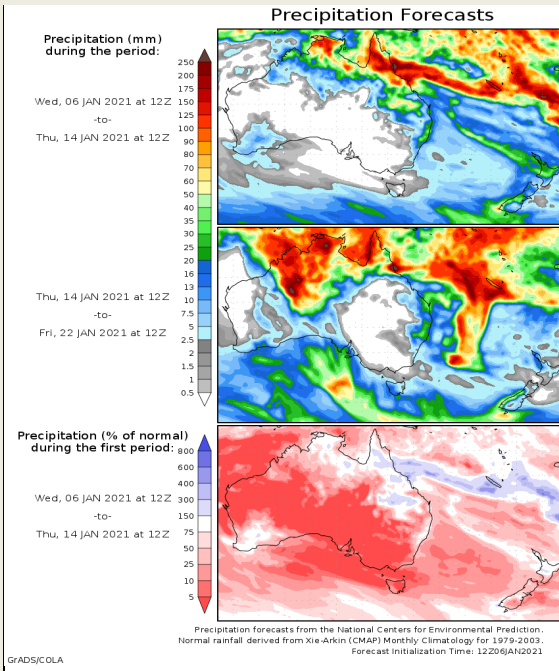 Precipitation Forecasts
Precipitation (mm)
during the period:
Wed, 06 JAN 2021 at 12Z
-to-
Thu, 14 JAN 2021 at 12Z
250
200
175
150
125
100
90
80
70
60
50
40
35
30
25
20
16
13
10
7.5
5
2.5
2
1.5
1
0.5
Thu, 14 JAN 2021 at 12Z
-to-
Fri, 22 JAN 2021 at 12Z
Precipitation (% of normal)
during the first period:
Wed, 06 JAN 2021 at 12Z
-to-
Thu, 14 JAN 2021 at 12Z
800
600
400
300
150
75
50
25
10
5
Precipitation forecasts from the National Centers for Environmental Prediction.
Normal rainfall derived from Xie-Arkin (CMAP) Monthly Climatology for 1979-2003.
Forecast Initialization Time: 12Z06JAN2021
GrADS/COLA